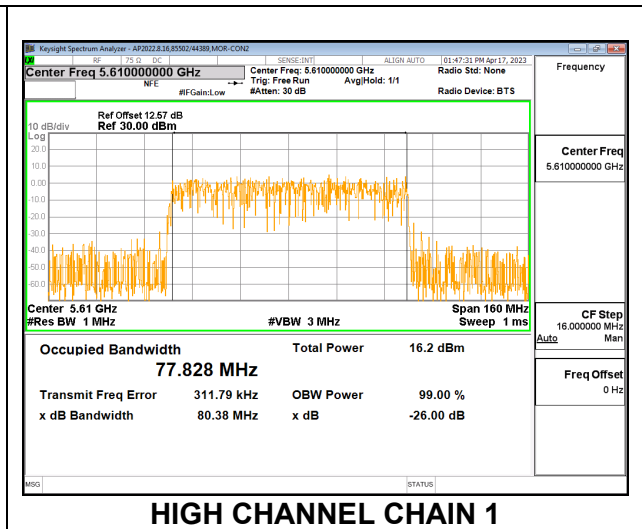 Keysight Spectrum Analyzer - AP2022.8.16,85502/44389,MOR-CON2
RF 75 Ω DC SENSE:INT ALIGN AUTO 01:47:31 PM Apr 17, 2023
Center Freq 5.610000000 GHz
NFE
#IFGain:Low
Center Freq: 5.610000000 GHz
Trig: Free Run Avg|Hold: 1/1
#Atten: 30 dB
Radio Std: None
Radio Device: BTS
Frequency
Ref Offset 12.57 dB
10 dB/div Ref 30.00 dBm
Log
20.0
10.0
0.00
-10.0
-20.0
-30.0
-40.0
-50.0
-60.0
Center 5.61 GHz Span 160 MHz
#Res BW 1 MHz #VBW 3 MHz Sweep 1 ms
Occupied Bandwidth Total Power 16.2 dBm
77.828 MHz
Transmit Freq Error 311.79 kHz OBW Power 99.00 %
x dB Bandwidth 80.38 MHz x dB -26.00 dB
Center Freq
5.610000000 GHz
CF Step
16.000000 MHz
Auto Man
Freq Offset
0 Hz
MSG STATUS
HIGH CHANNEL CHAIN 1